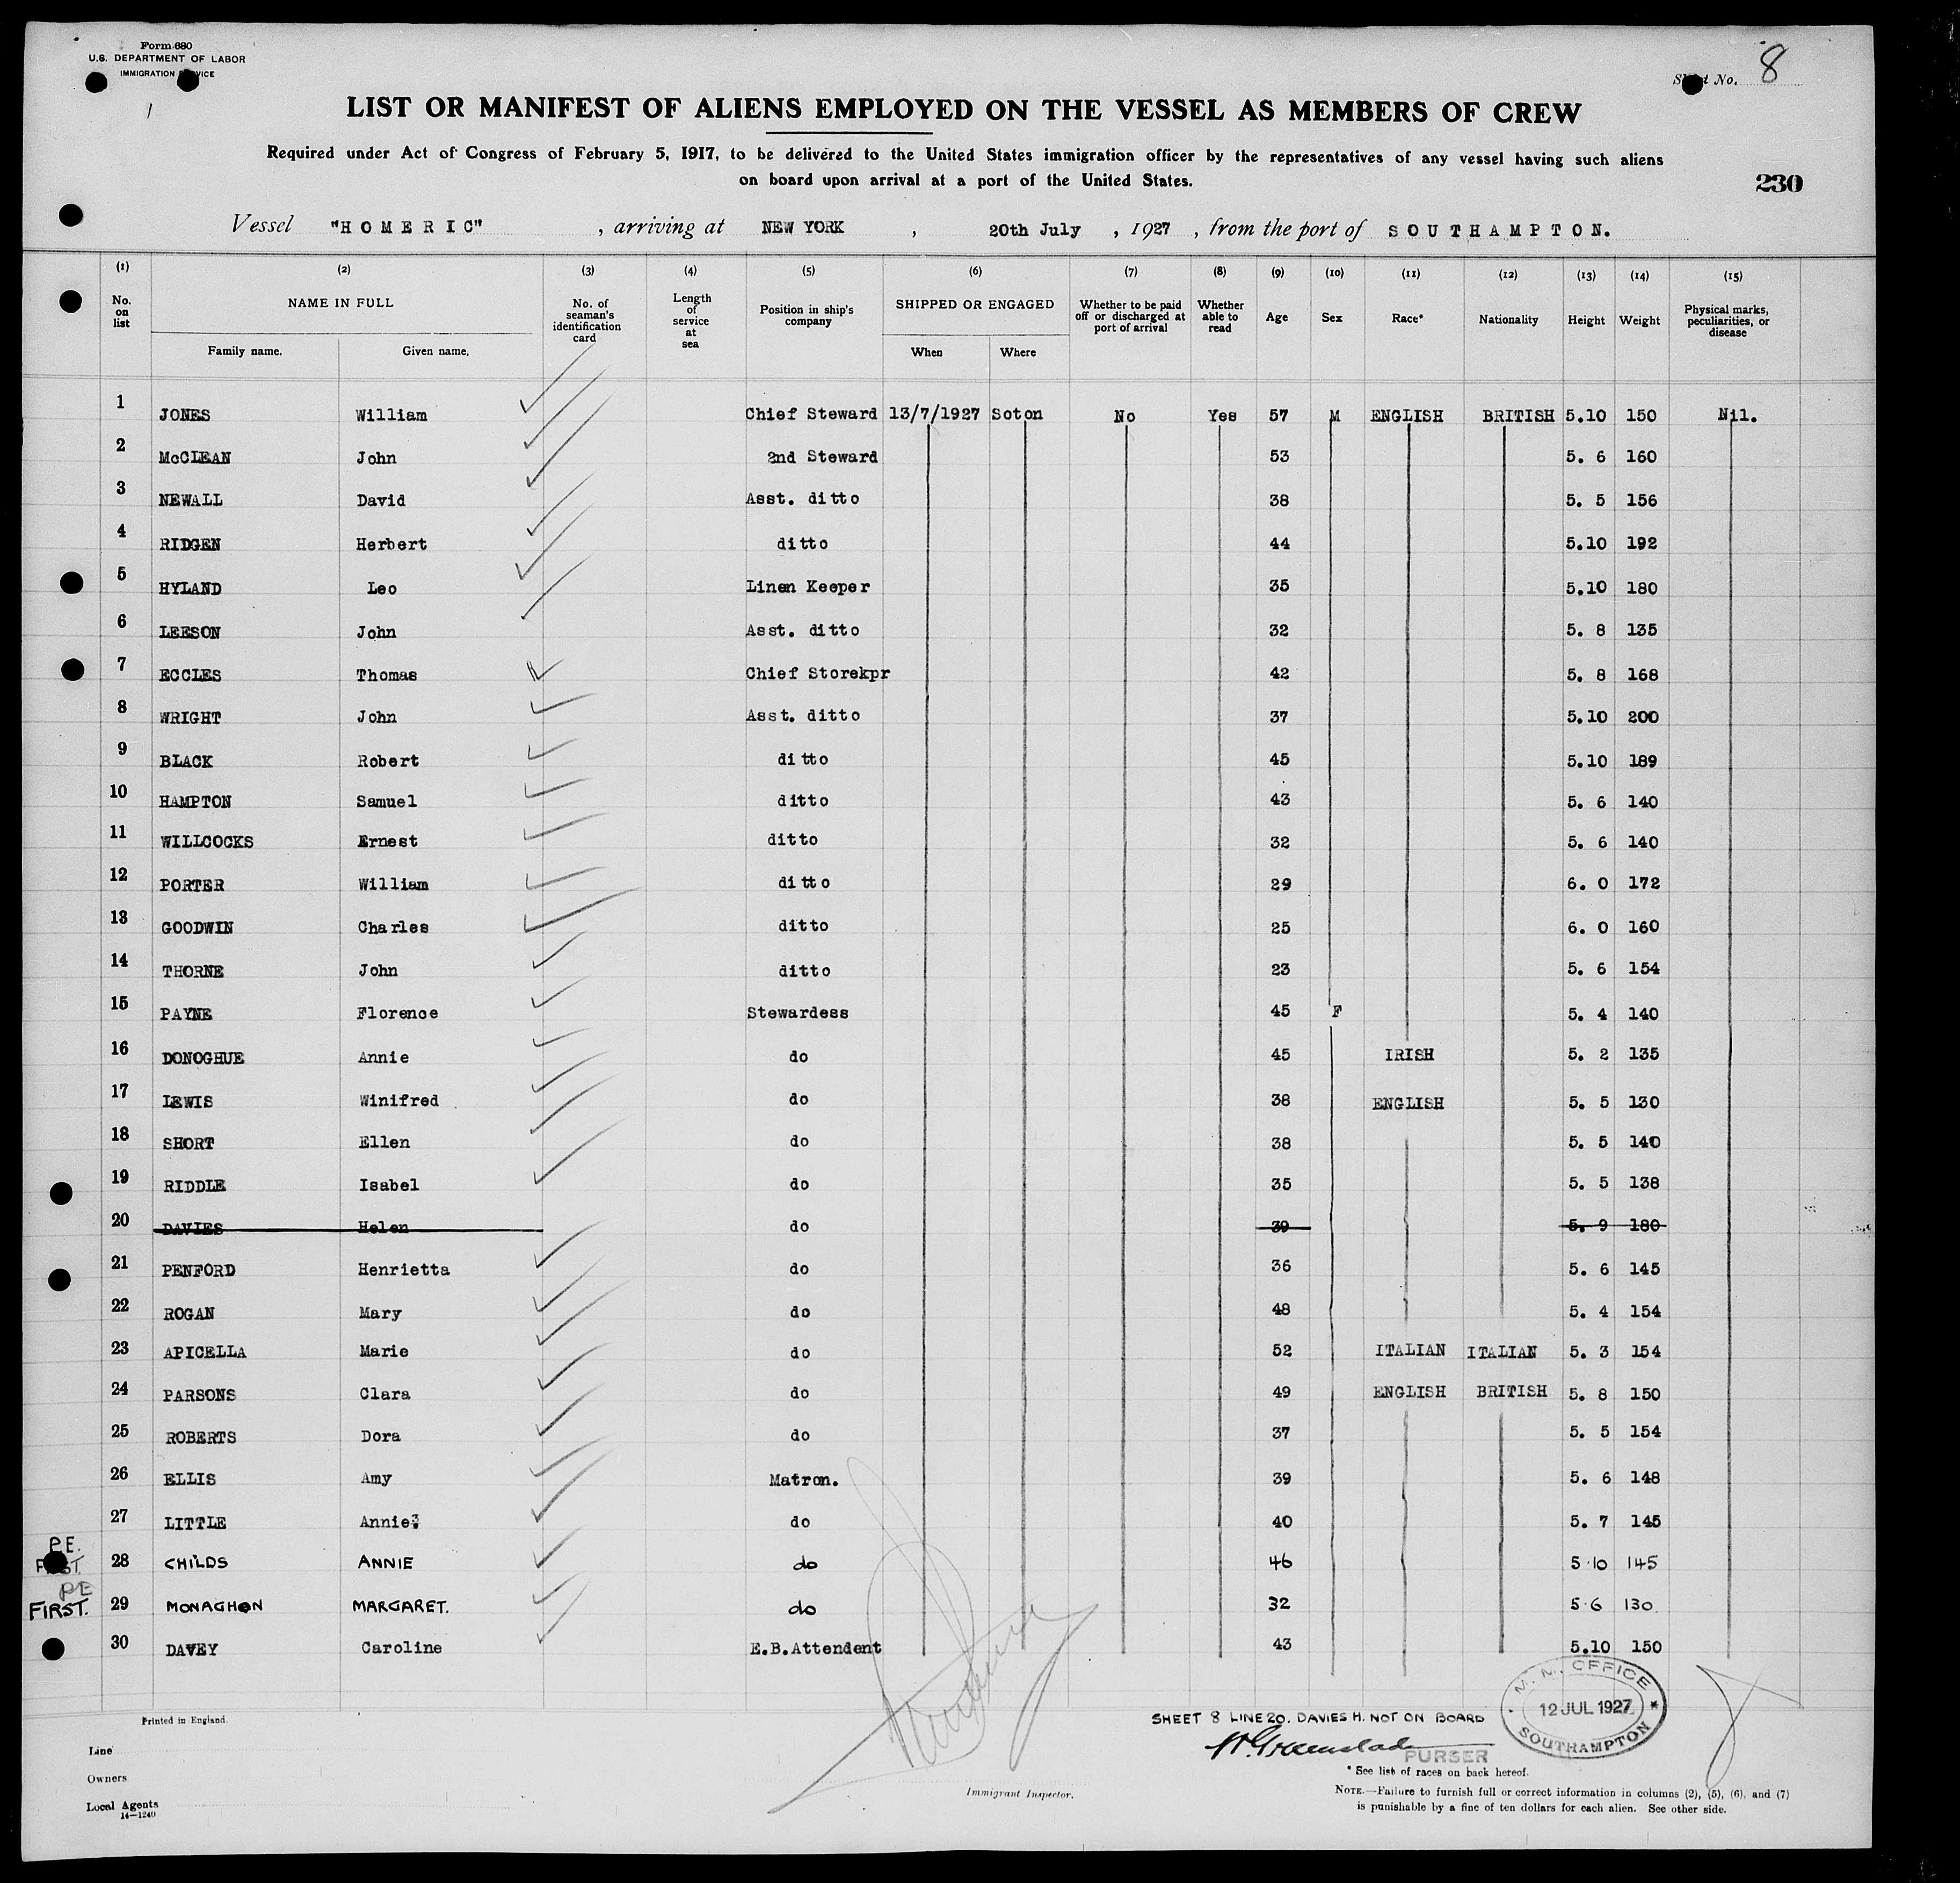 Form 680
U.S. DEPARTMENT OF LABOR
IMMIGRATION
Sheet No. 8
LIST OR MANIFEST OF ALIENS EMPLOYED ON THE VESSEL AS MEMBERS OF CREW
Required under Act of Congress of February 5, 1917, to be delivered to the United States immigration officer by the representatives of any vessel having such aliens
on board upon arrival at a port of the United States.
230
Vessel "HOMERIC" , arriving at NEW YORK , 20th July , 1927 , from the port of SOUTHAMPTON.
(1) (2) (3) (4) (5) (6) (7) (8) (9) (10) (11) (12) (13) (14) (15)
No. on list NAME IN FULL Family name. Given name. No. of seaman's identification card Length of service at sea Position in ship's company SHIPPED OR ENGAGED When Where Whether to be paid off or discharged at port of arrival Whether able to read Age Sex Race* Nationality Height Weight Physical marks, peculiarities, or disease
1 JONES William Chief Steward 13/7/1927 Soton No Yes 57 M ENGLISH BRITISH 5.10 150 Nil.
2 McCLEAN John 2nd Steward 53 5. 6 160
3 NEWALL David Asst. ditto 38 5. 5 156
4 RIDGEN Herbert ditto 44 5.10 192
5 HYLAND Leo Linen Keeper 35 5.10 180
6 LEESON John Asst. ditto 32 5. 8 135
7 ECCLES Thomas Chief Storekpr 42 5. 8 168
8 WRIGHT John Asst. ditto 37 5.10 200
9 BLACK Robert ditto 45 5.10 189
10 HAMPTON Samuel ditto 43 5. 6 140
11 WILLCOCKS Ernest ditto 32 5. 6 140
12 PORTER William ditto 29 6. 0 172
13 GOODWIN Charles ditto 25 6. 0 160
14 THORNE John ditto 23 5. 6 154
15 PAYNE Florence Stewardess 45 F 5. 4 140
16 DONOGHUE Annie do 45 IRISH 5. 2 135
17 LEWIS Winifred do 38 ENGLISH 5. 5 130
18 SHORT Ellen do 38 5. 5 140
19 RIDDLE Isabel do 35 5. 5 138
20 DAVIES Helen do 39 5. 9 180
21 PENFORD Henrietta do 36 5. 6 145
22 ROGAN Mary do 48 5. 4 154
23 APICELLA Marie do 52 ITALIAN ITALIAN 5. 3 154
24 PARSONS Clara do 49 ENGLISH BRITISH 5. 8 150
25 ROBERTS Dora do 37 5. 5 154
26 ELLIS Amy Matron. 39 5. 6 148
27 LITTLE Annie do 40 5. 7 145
P.E. FIRST. 28 CHILDS ANNIE do 46 5·10 145
PE FIRST. 29 MONAGHAN MARGARET. do 32 5·6 130
30 DAVEY Caroline E.B.Attendent 43 5.10 150
Printed in England.
SHEET 8 LINE 20. DAVIES H. NOT ON BOARD
M. M. OFFICE
12 JUL 1927
SOUTHAMPTON
PURSER
Line
Owners
Local Agents
14—1240
Immigrant Inspector.
* See list of races on back hereof.
NOTE.—Failure to furnish full or correct information in columns (2), (5), (6), and (7)
is punishable by a fine of ten dollars for each alien. See other side.